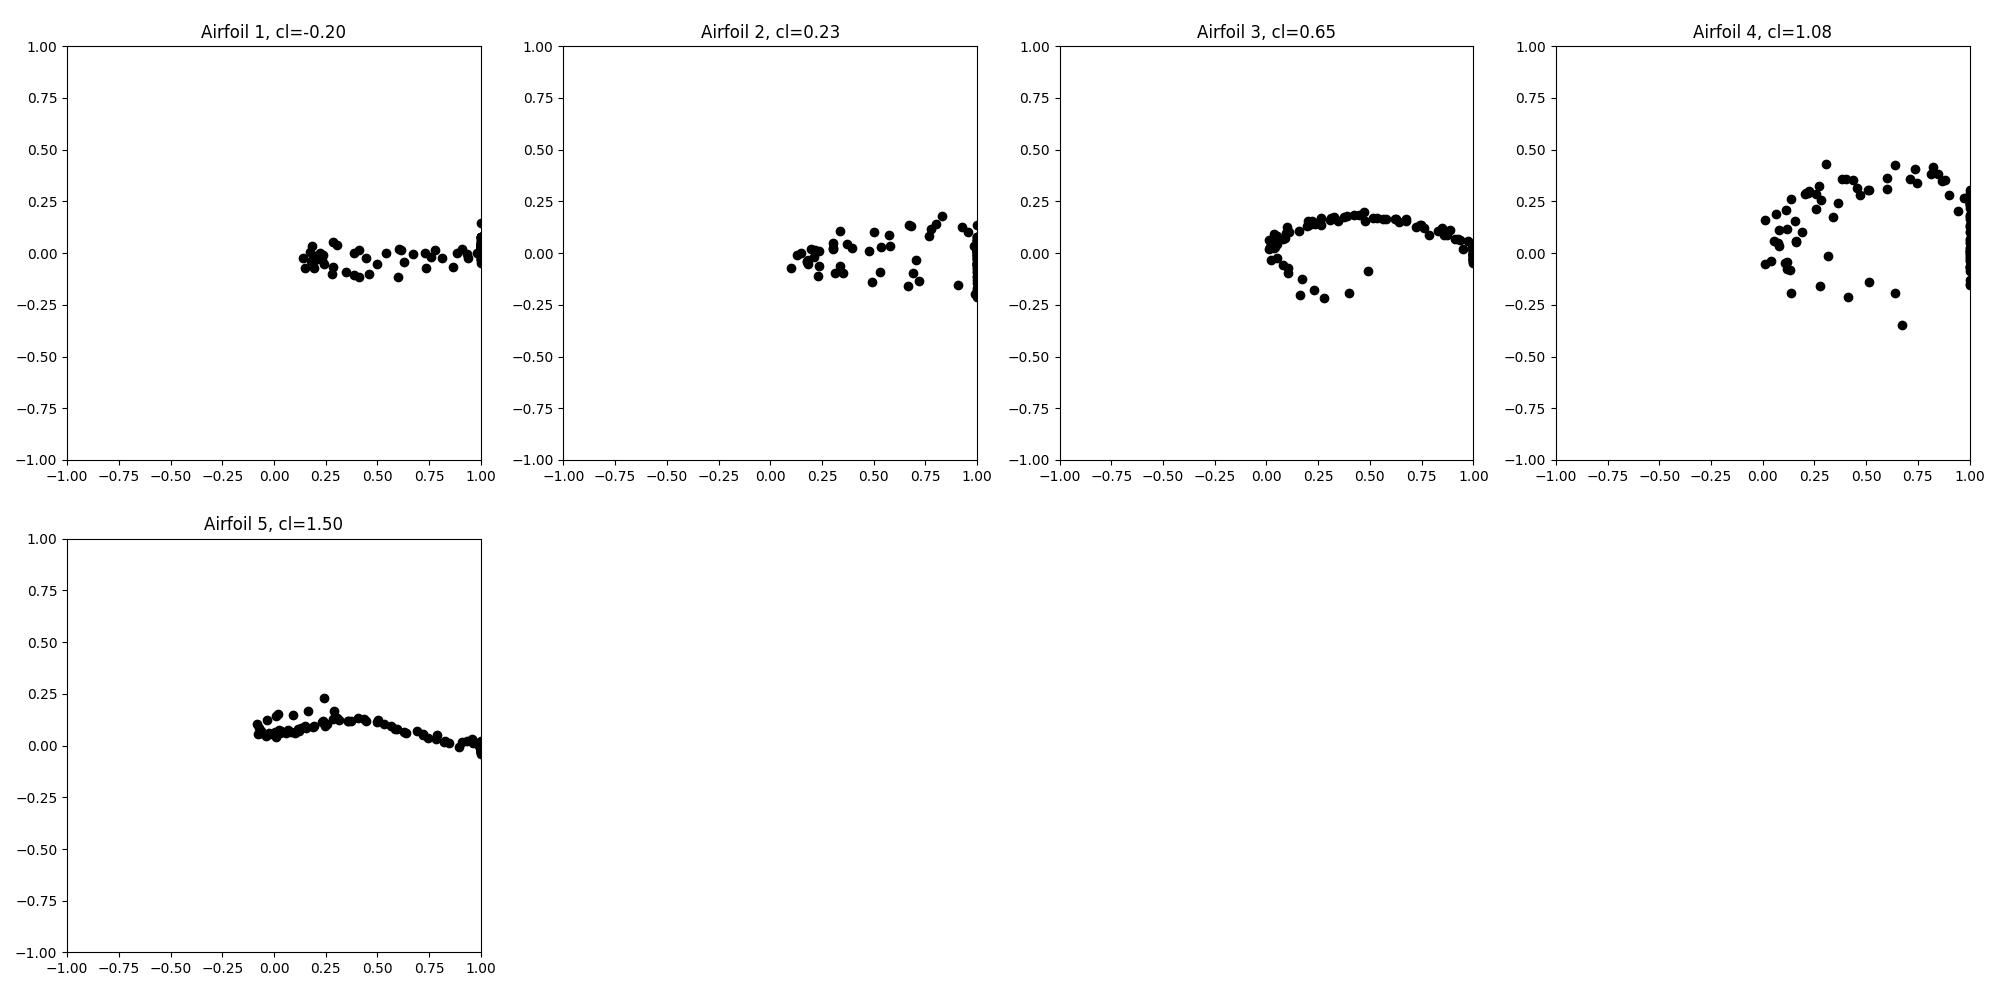 Airfoil 1, cl=-0.20
Airfoil 2, cl=0.23
Airfoil 3, cl=0.65
Airfoil 4, cl=1.08
1.00 1.00 1.00 1.00
0.75 0.75 0.75 0.75
0.50 0.50 0.50 0.50
0.25 0.25 0.25 0.25
0.00 0.00 0.00 0.00
−0.25 −0.25 −0.25 −0.25
−0.50 −0.50 −0.50 −0.50
−0.75 −0.75 −0.75 −0.75
−1.00 −1.00 −1.00 −1.00
−1.00 −0.75 −0.50 −0.25 0.00 0.25 0.50 0.75 1.00
−1.00 −0.75 −0.50 −0.25 0.00 0.25 0.50 0.75 1.00
−1.00 −0.75 −0.50 −0.25 0.00 0.25 0.50 0.75 1.00
−1.00 −0.75 −0.50 −0.25 0.00 0.25 0.50 0.75 1.00
Airfoil 5, cl=1.50
1.00
0.75
0.50
0.25
0.00
−0.25
−0.50
−0.75
−1.00
−1.00 −0.75 −0.50 −0.25 0.00 0.25 0.50 0.75 1.00